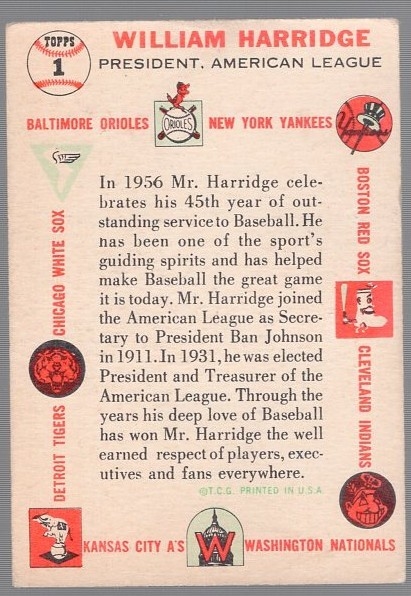 TOPPS
1
WILLIAM HARRIDGE
PRESIDENT, AMERICAN LEAGUE
BALTIMORE ORIOLES
ORIOLES
NEW YORK YANKEES
In 1956 Mr. Harridge cele-
brates his 45th year of out-
standing service to Baseball. He
has been one of the sport's
guiding spirits and has helped
make Baseball the great game
it is today. Mr. Harridge joined
the American League as Secre-
tary to President Ban Johnson
in 1911. In 1931, he was elected
President and Treasurer of the
American League. Through the
years his deep love of Baseball
has won Mr. Harridge the well
earned respect of players, exec-
utives and fans everywhere.
©T.C.G. PRINTED IN U.S.A.
CHICAGO WHITE SOX
DETROIT TIGERS
BOSTON RED SOX
CLEVELAND INDIANS
KANSAS CITY A'S
W
WASHINGTON NATIONALS